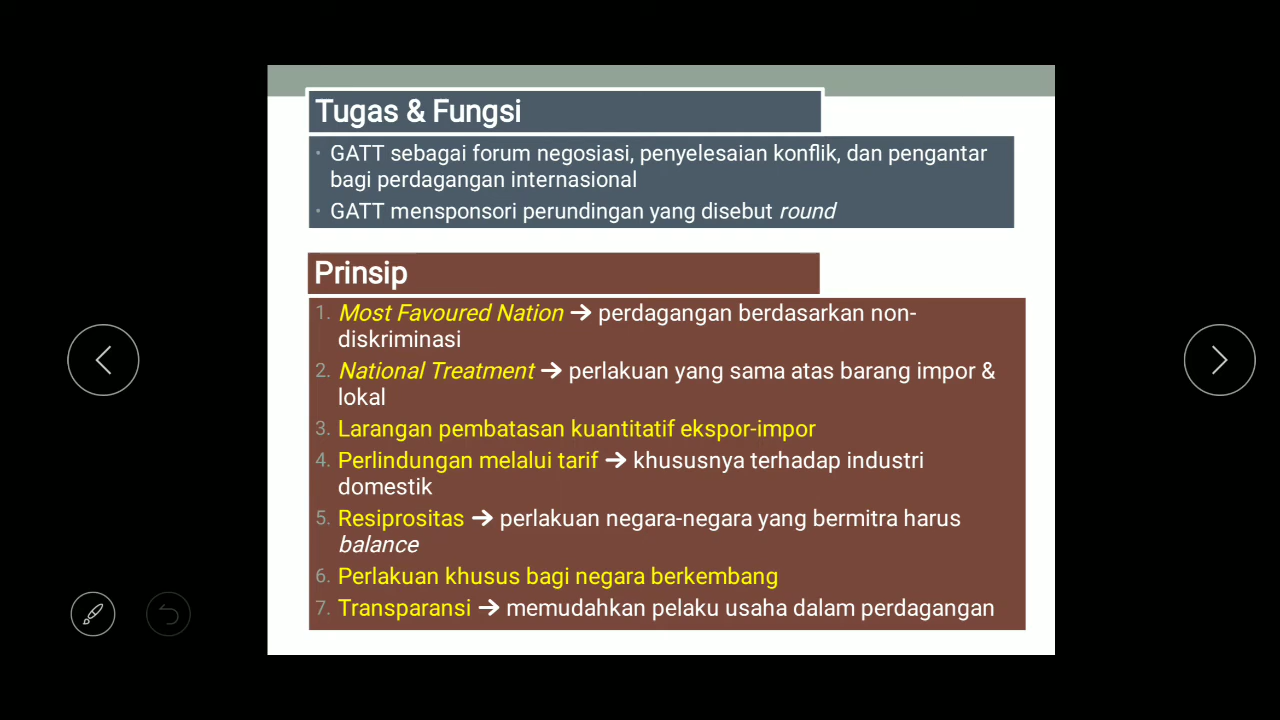 Tugas & Fungsi
• GATT sebagai forum negosiasi, penyelesaian konflik, dan pengantar
bagi perdagangan internasional
• GATT mensponsori perundingan yang disebut round
Prinsip
1. Most Favoured Nation → perdagangan berdasarkan non-
diskriminasi
2. National Treatment → perlakuan yang sama atas barang impor &
lokal
3. Larangan pembatasan kuantitatif ekspor-impor
4. Perlindungan melalui tarif → khususnya terhadap industri
domestik
5. Resiprositas → perlakuan negara-negara yang bermitra harus
balance
6. Perlakuan khusus bagi negara berkembang
7. Transparansi → memudahkan pelaku usaha dalam perdagangan